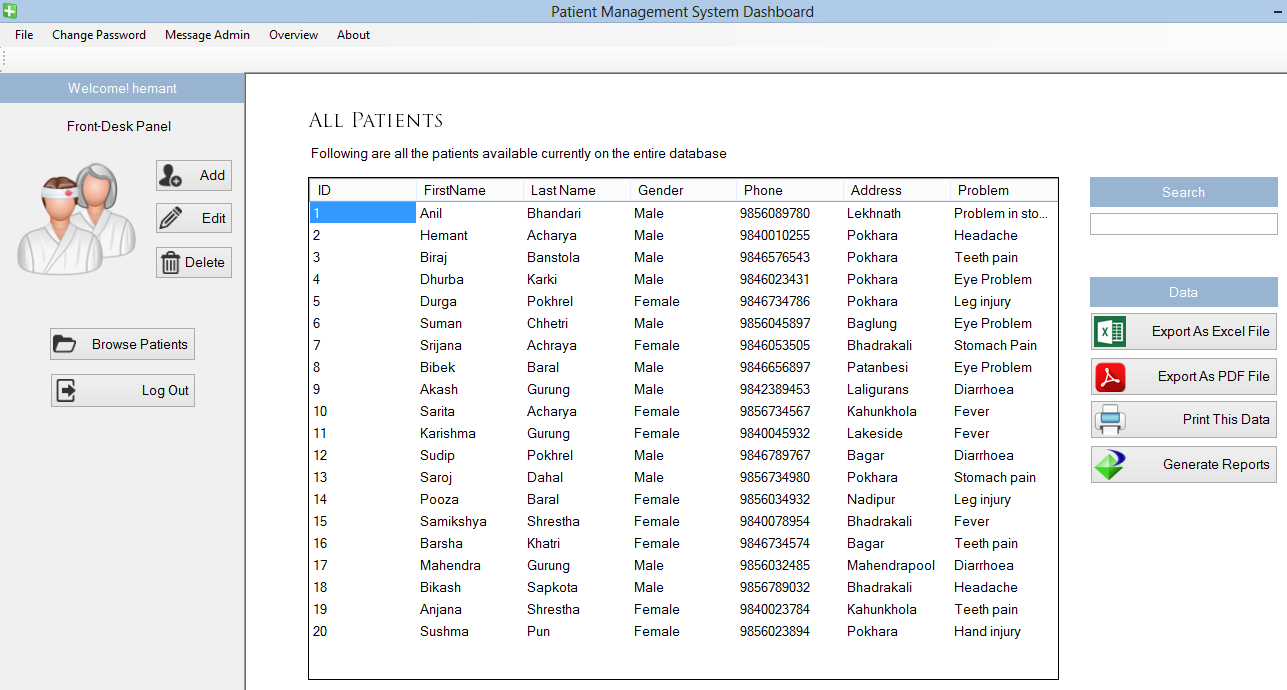 Patient Management System Dashboard
File Change Password Message Admin Overview About
Welcome! hemant
Front-Desk Panel
Add
Edit
Delete
Browse Patients
Log Out
All Patients
Following are all the patients available currently on the entire database
ID FirstName Last Name Gender Phone Address Problem
1 Anil Bhandari Male 9856089780 Lekhnath Problem in sto...
2 Hemant Acharya Male 9840010255 Pokhara Headache
3 Biraj Banstola Male 9846576543 Pokhara Teeth pain
4 Dhurba Karki Male 9846023431 Pokhara Eye Problem
5 Durga Pokhrel Female 9846734786 Pokhara Leg injury
6 Suman Chhetri Male 9856045897 Baglung Eye Problem
7 Srijana Achraya Female 9846053505 Bhadrakali Stomach Pain
8 Bibek Baral Male 9846656897 Patanbesi Eye Problem
9 Akash Gurung Male 9842389453 Laligurans Diarrhoea
10 Sarita Acharya Female 9856734567 Kahunkhola Fever
11 Karishma Gurung Female 9840045932 Lakeside Fever
12 Sudip Pokhrel Male 9846789767 Bagar Diarrhoea
13 Saroj Dahal Male 9856734980 Pokhara Stomach pain
14 Pooza Baral Female 9856034932 Nadipur Leg injury
15 Samikshya Shrestha Female 9840078954 Bhadrakali Fever
16 Barsha Khatri Female 9846734574 Bagar Teeth pain
17 Mahendra Gurung Male 9856032485 Mahendrapool Diarrhoea
18 Bikash Sapkota Male 9856789032 Bhadrakali Headache
19 Anjana Shrestha Female 9840023784 Kahunkhola Teeth pain
20 Sushma Pun Female 9856023894 Pokhara Hand injury
Search
Data
Export As Excel File
Export As PDF File
Print This Data
Generate Reports